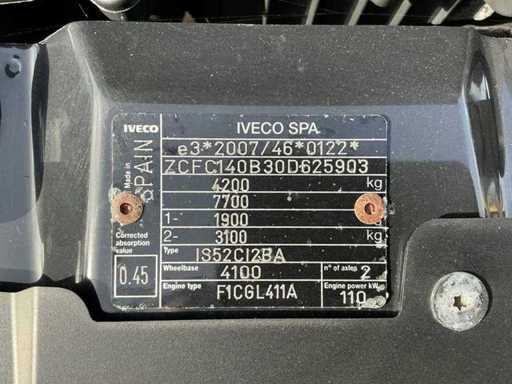 IVECO IVECO SPA
Made in SPAIN
e3*2007/46*0122*
ZCFC140B30D625903
4200 kg
7700
1- 1900
2- 3100 kg
Corrected absorption value
0.45
Type IS52CI2BA
Wheelbase 4100 n° of axles 2
Engine type F1CGL411A Engine power kW 110